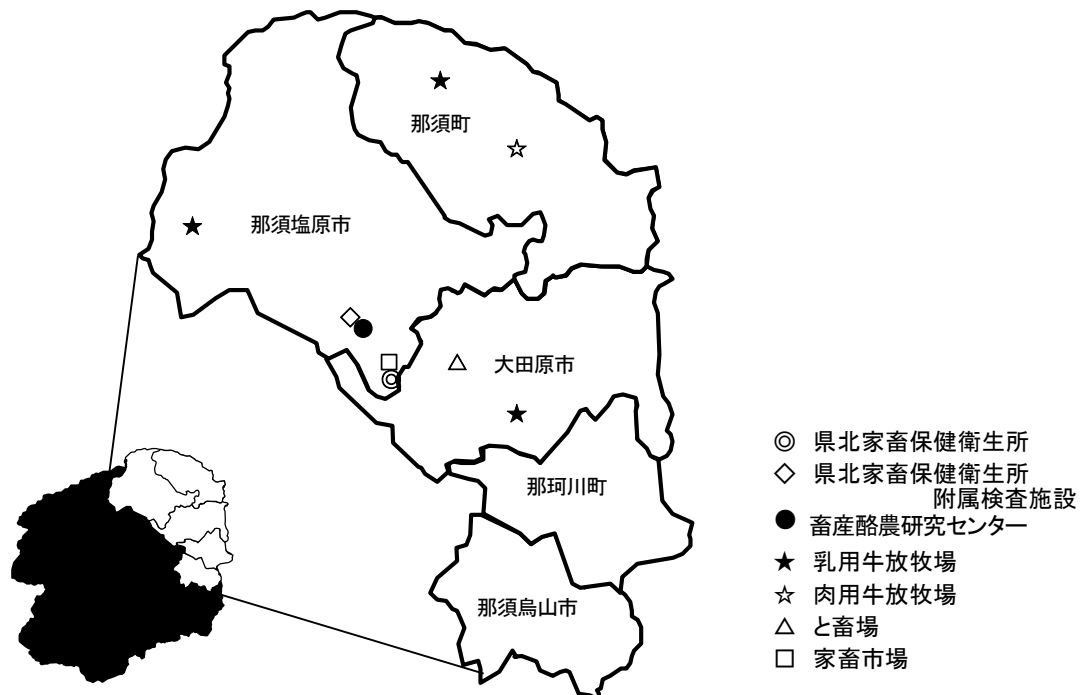 那須町
那須塩原市
大田原市
那珂川町
那須烏山市
◎ 県北家畜保健衛生所
◇ 県北家畜保健衛生所
附属検査施設
● 畜産酪農研究センター
★ 乳用牛放牧場
☆ 肉用牛放牧場
△ と畜場
□ 家畜市場